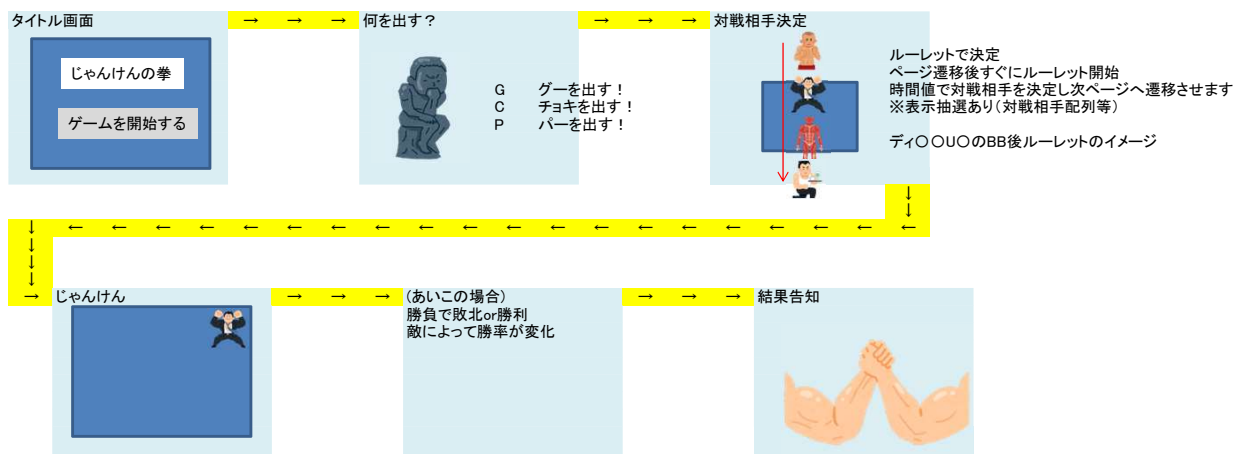 タイトル画面
→ → → 
何を出す？
→ → → 
対戦相手決定
じゃんけんの拳
ゲームを開始する
G グーを出す！
C チョキを出す！
P パーを出す！
ルーレットで決定
ページ遷移後すぐにルーレット開始
時間値で対戦相手を決定し次ページへ遷移させます
※表示抽選あり（対戦相手配列等）
ディ〇〇U〇のBB後ルーレットのイメージ
↓
↓
↓ ← ← ← ← ← ← ← ← ← ← ← ← ← ← ← ← ← ← ← ←
↓
↓
↓
→ じゃんけん
→ → → 
(あいこの場合)
勝負で敗北or勝利
敵によって勝率が変化
→ → → 
結果告知